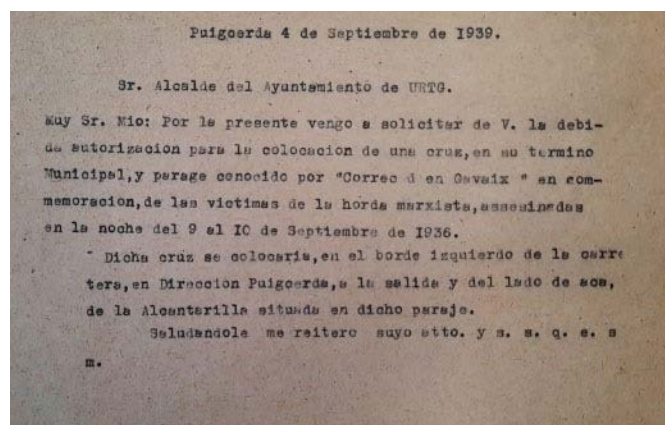 Puigcerda 4 de Septiembre de 1939.
Sr. Alcalde del Ayuntamiento de URTG.
Muy Sr. Mio: Por la presente vengo a solicitar de V. la debi-
da autorizacion para la colocacion de una cruz,en su termino
Municipal,y parage conocido por "Correc d en Gavaix " en com-
memoracion,de las victimas de la horda marxista,assesinadas
en la noche del 9 al IO de Septiembre de 1936.
Dicha cruz se colocaria,en el borde izquierdo de la carre
tera,en Direccion Puigcerda,a la salida y del lado de aca,
de la Alcantarilla situada en dicho paraje.
Saludandole me reitero suyo atto. y s. s. q. e. s
m.